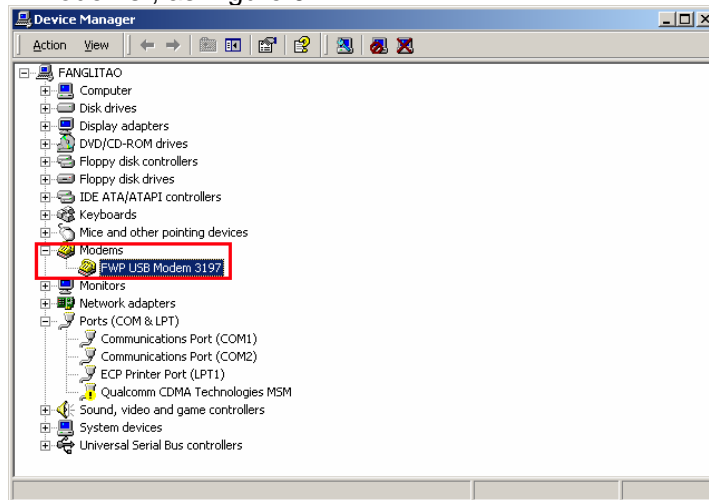 Device Manager
Action View
FANGLITAO
Computer
Disk drives
Display adapters
DVD/CD-ROM drives
Floppy disk controllers
Floppy disk drives
IDE ATA/ATAPI controllers
Keyboards
Mice and other pointing devices
Modems
FWP USB Modem 3197
Monitors
Network adapters
Ports (COM & LPT)
Communications Port (COM1)
Communications Port (COM2)
ECP Printer Port (LPT1)
Qualcomm CDMA Technologies MSM
Sound, video and game controllers
System devices
Universal Serial Bus controllers